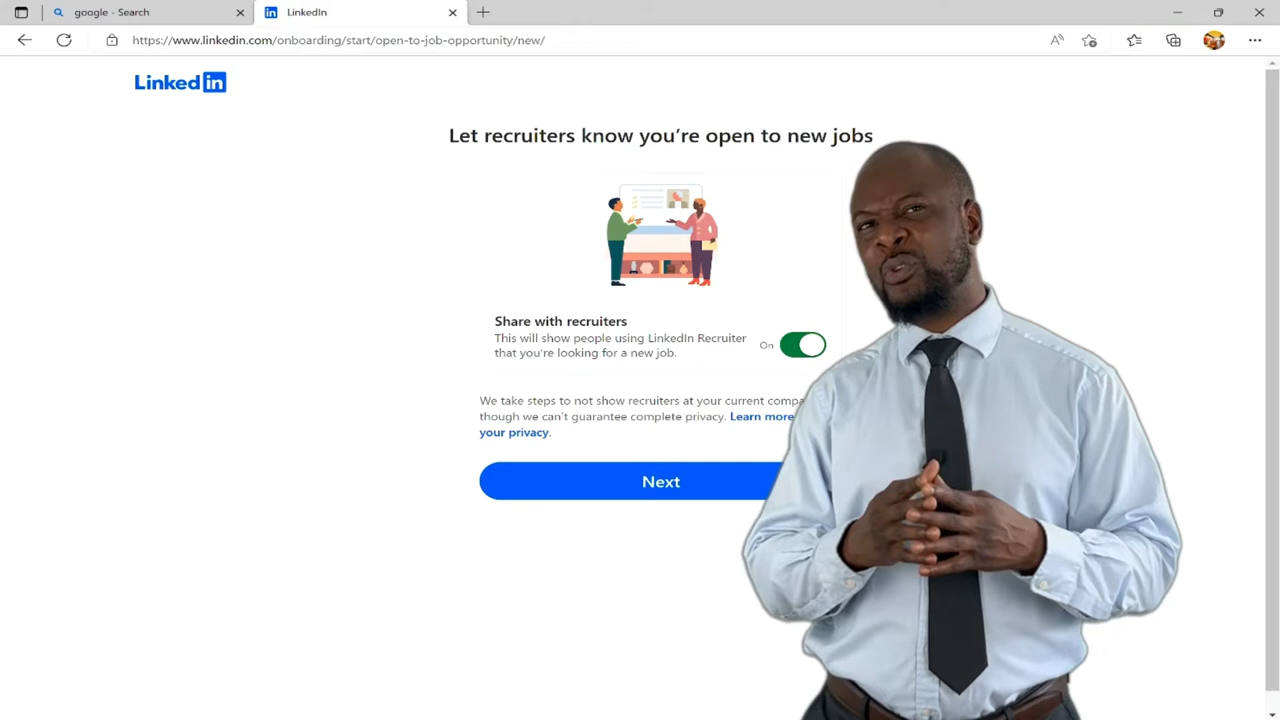 google - Search
LinkedIn
https://www.linkedin.com/onboarding/start/open-to-job-opportunity/new/
Linked in
Let recruiters know you’re open to new jobs
Share with recruiters
This will show people using LinkedIn Recruiter
that you're looking for a new job.
On
We take steps to not show recruiters at your current compa
though we can’t guarantee complete privacy. Learn more
your privacy.
Next